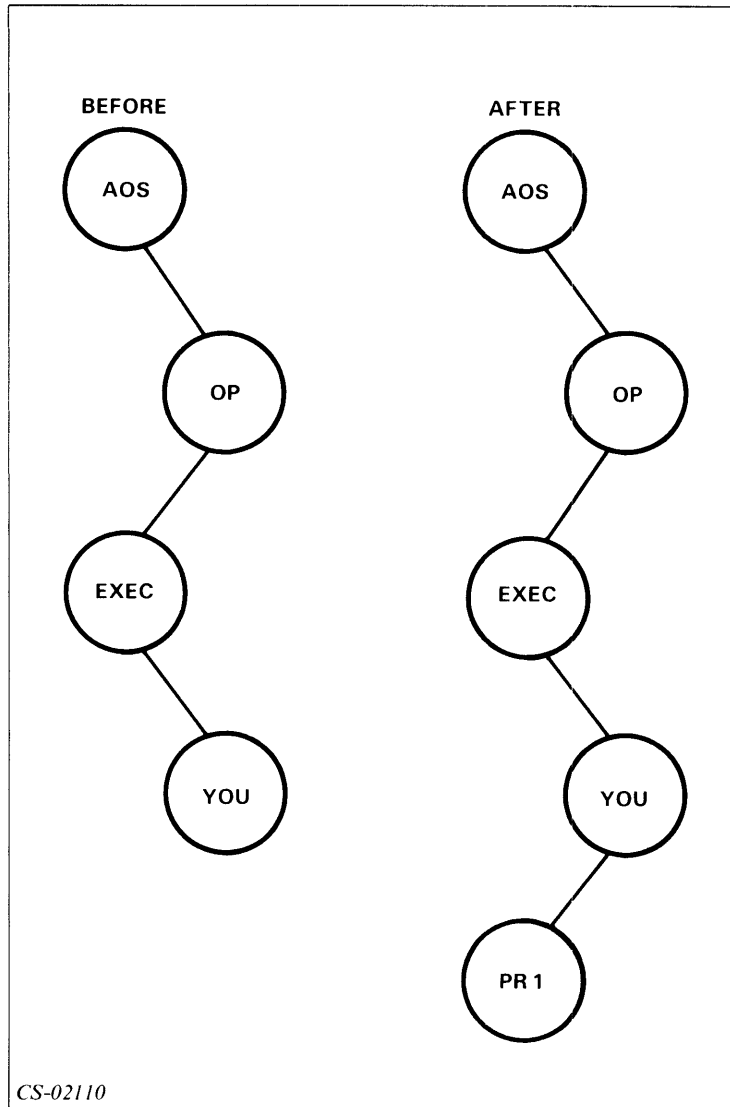 BEFORE
AOS
OP
EXEC
YOU
AFTER
AOS
OP
EXEC
YOU
PR 1
CS-02110